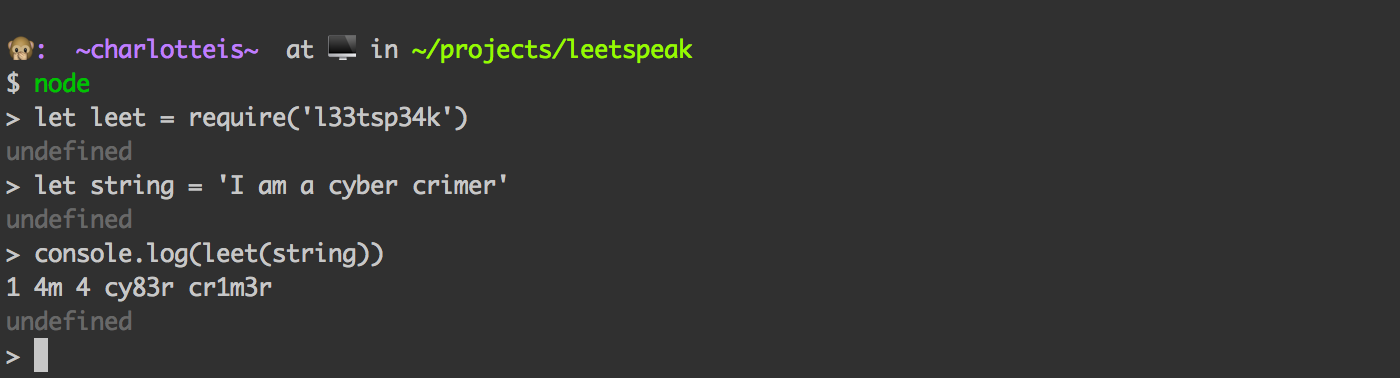 🙊: ~charlotteis~ at 🖥 in ~/projects/leetspeak
$ node
> let leet = require('l33tsp34k')
undefined
> let string = 'I am a cyber crimer'
undefined
> console.log(leet(string))
1 4m 4 cy83r cr1m3r
undefined
>